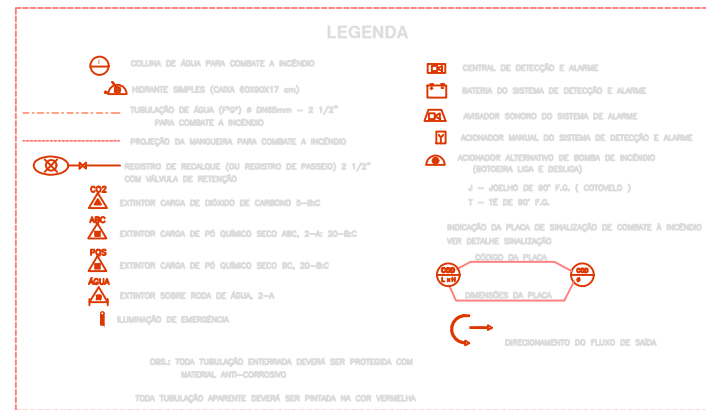 LEGENDA
COLUNA DE ÁGUA PARA COMBATE A INCÊNDIO
HIDRANTE SIMPLES (CAIXA 60X90X17 cm)
TUBULAÇÃO DE ÁGUA (FºGº) ø DN65mm - 2 1/2"
PARA COMBATE A INCÊNDIO
PROJEÇÃO DA MANGUEIRA PARA COMBATE A INCÊNDIO
REGISTRO DE RECALQUE (OU REGISTRO DE PASSEIO) 2 1/2"
COM VÁLVULA DE RETENÇÃO
CO2
EXTINTOR CARGA DE DIÓXIDO DE CARBONO 5-B:C
ABC
EXTINTOR CARGA DE PÓ QUÍMICO SECO ABC, 2-A: 20-B:C
PQS
EXTINTOR CARGA DE PÓ QUÍMICO SECO BC, 20-B:C
ÁGUA
EXTINTOR SOBRE RODA DE ÁGUA, 2-A
ILUMINAÇÃO DE EMERGÊNCIA
OBS.: TODA TUBULAÇÃO ENTERRADA DEVERÁ SER PROTEGIDA COM
MATERIAL ANTI-CORROSIVO
TODA TUBULAÇÃO APARENTE DEVERÁ SER PINTADA NA COR VERMELHA
CENTRAL DE DETECÇÃO E ALARME
BATERIA DO SISTEMA DE DETECÇÃO E ALARME
AVISADOR SONORO DO SISTEMA DE ALARME
Y
ACIONADOR MANUAL DO SISTEMA DE DETECÇÃO E ALARME
ACIONADOR ALTERNATIVO DE BOMBA DE INCÊNDIO
(BOTOEIRA LIGA E DESLIGA)
J - JOELHO DE 90° F.G. ( COTOVELO )
T - TÊ DE 90° F.G.
INDICAÇÃO DA PLACA DE SINALIZAÇÃO DE COMBATE À INCÊNDIO
VER DETALHE SINALIZAÇÃO
CÓDIGO DA PLACA
COD
L x H
COD
ø
DIMENSÕES DA PLACA
DIRECIONAMENTO DO FLUXO DE SAÍDA